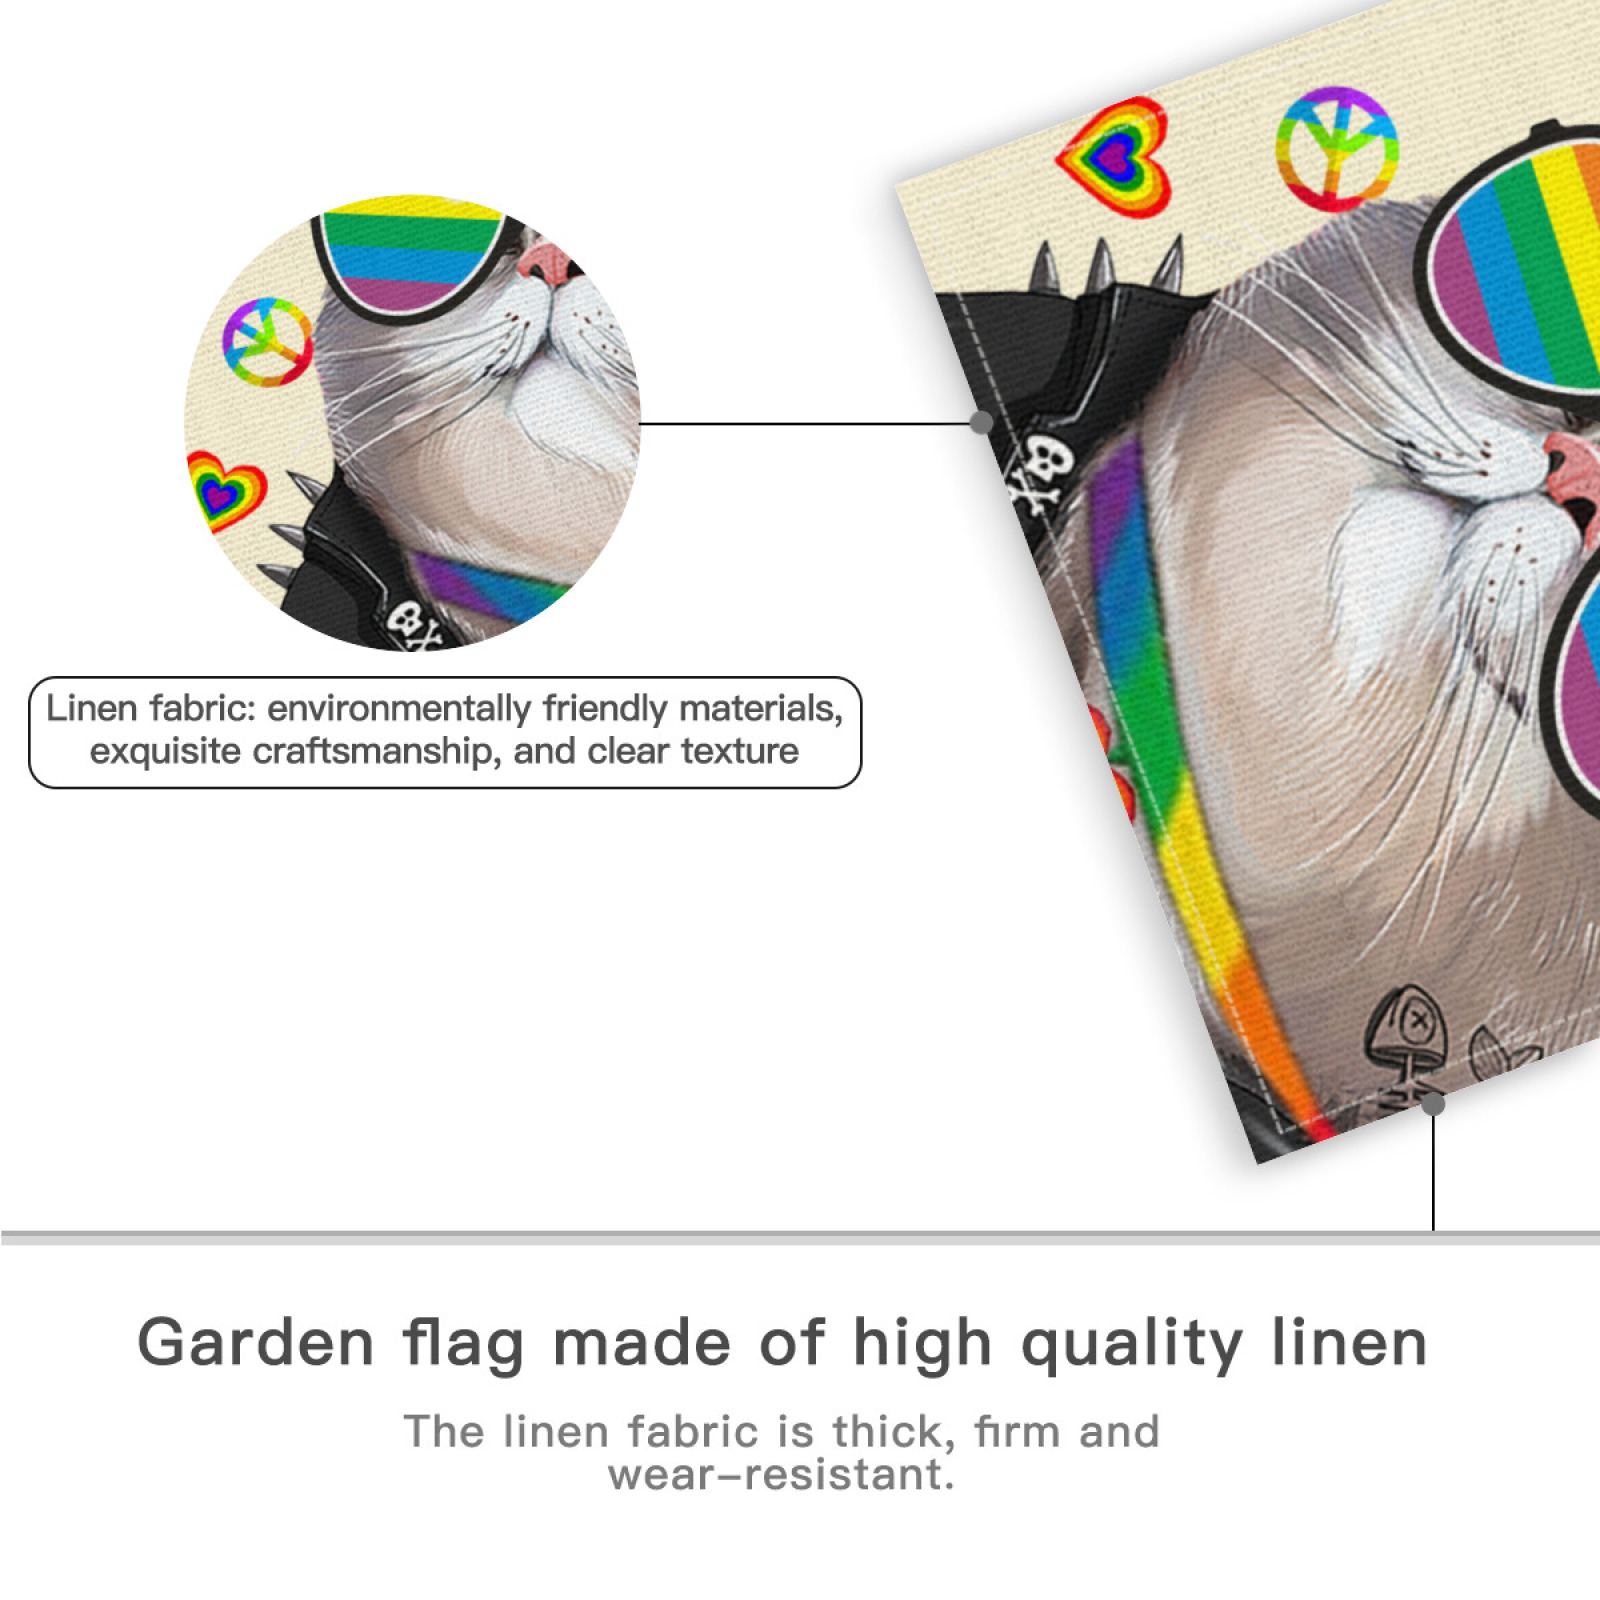 Linen fabric: environmentally friendly materials,
exquisite craftsmanship, and clear texture
Garden flag made of high quality linen
The linen fabric is thick, firm and
wear-resistant.